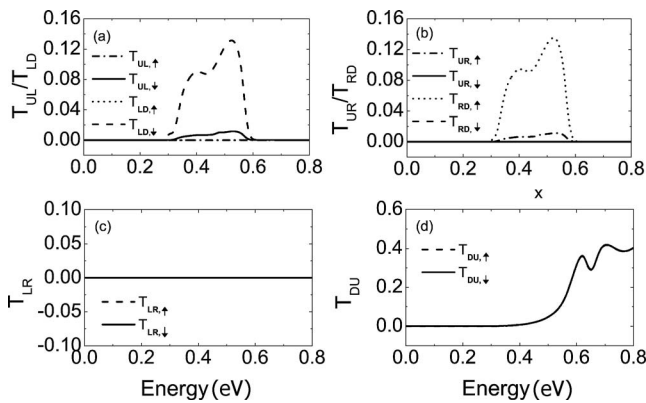 0.16
0.12
0.08
0.04
0.00
T_UL/T_LD
(a)
T_UL,↑
T_UL,↓
T_LD,↑
T_LD,↓
0.0 0.2 0.4 0.6 0.8
0.16
0.12
0.08
0.04
0.00
T_UR/T_RD
(b)
T_UR,↑
T_UR,↓
T_RD,↑
T_RD,↓
0.0 0.2 0.4 0.6 0.8
x
0.10
0.05
0.00
-0.05
-0.10
T_LR
(c)
T_LR,↑
T_LR,↓
0.0 0.2 0.4 0.6 0.8
Energy (eV)
0.6
0.4
0.2
0.0
T_DU
(d)
T_DU,↑
T_DU,↓
0.0 0.2 0.4 0.6 0.8
Energy (eV)